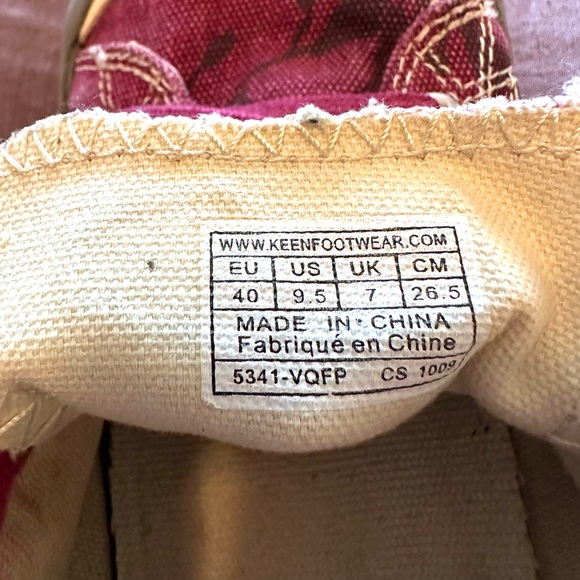 WWW.KEENFOOTWEAR.COM
EU US UK CM
40 9.5 7 26.5
MADE IN CHINA
Fabriqué en Chine
5341-VQFP CS 1009